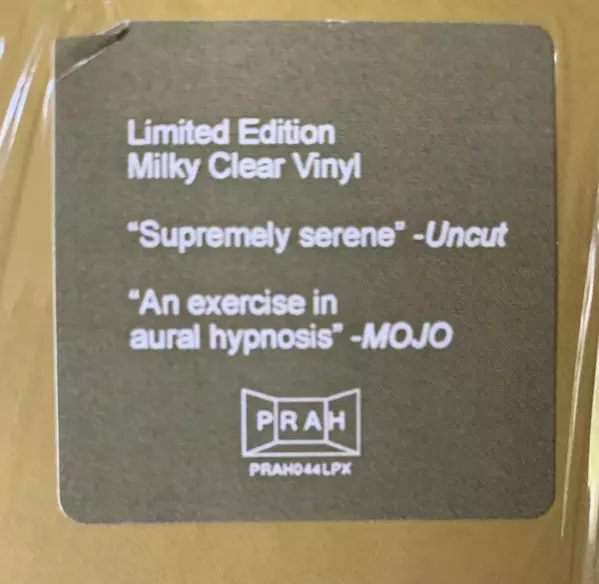 Limited Edition
Milky Clear Vinyl
“Supremely serene” -Uncut
“An exercise in
aural hypnosis” -MOJO
PRAH
PRAH044LPX